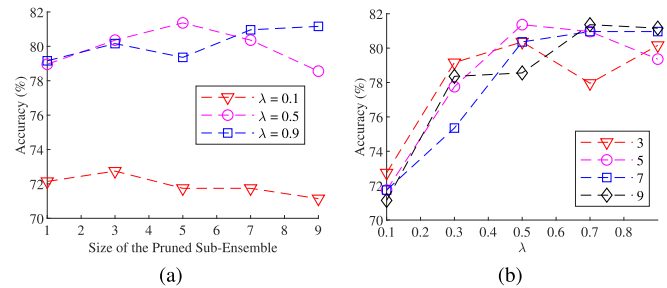 82
80
78
76
74
72
70
Accuracy (%)
λ = 0.1
λ = 0.5
λ = 0.9
1 2 3 4 5 6 7 8 9
Size of the Pruned Sub-Ensemble
(a)
82
80
78
76
74
72
70
Accuracy (%)
3
5
7
9
0.1 0.2 0.3 0.4 0.5 0.6 0.7 0.8
λ
(b)